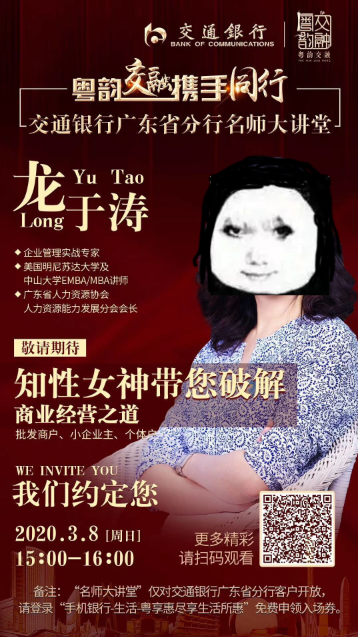 交通銀行
BANK OF COMMUNICATIONS
粤韵交融
粤韵交融携手同行
交通银行广东省分行名师大讲堂
龙于涛
Long Yu Tao
企业管理实战专家
美国明尼苏达大学及
中山大学EMBA/MBA讲师
广东省人力资源协会
人力资源能力发展分会会长
敬请期待
知性女神带您破解
商业经营之道
批发商户、小企业主、个体
WE INVITE YOU
我们约定您
2020.3.8 [周日]
15:00-16:00
更多精彩
请扫码观看
备注：“名师大讲堂”仅对交通银行广东省分行客户开放，
请登录“手机银行-生活-粤享惠尽享生活所惠”免费申领入场券。